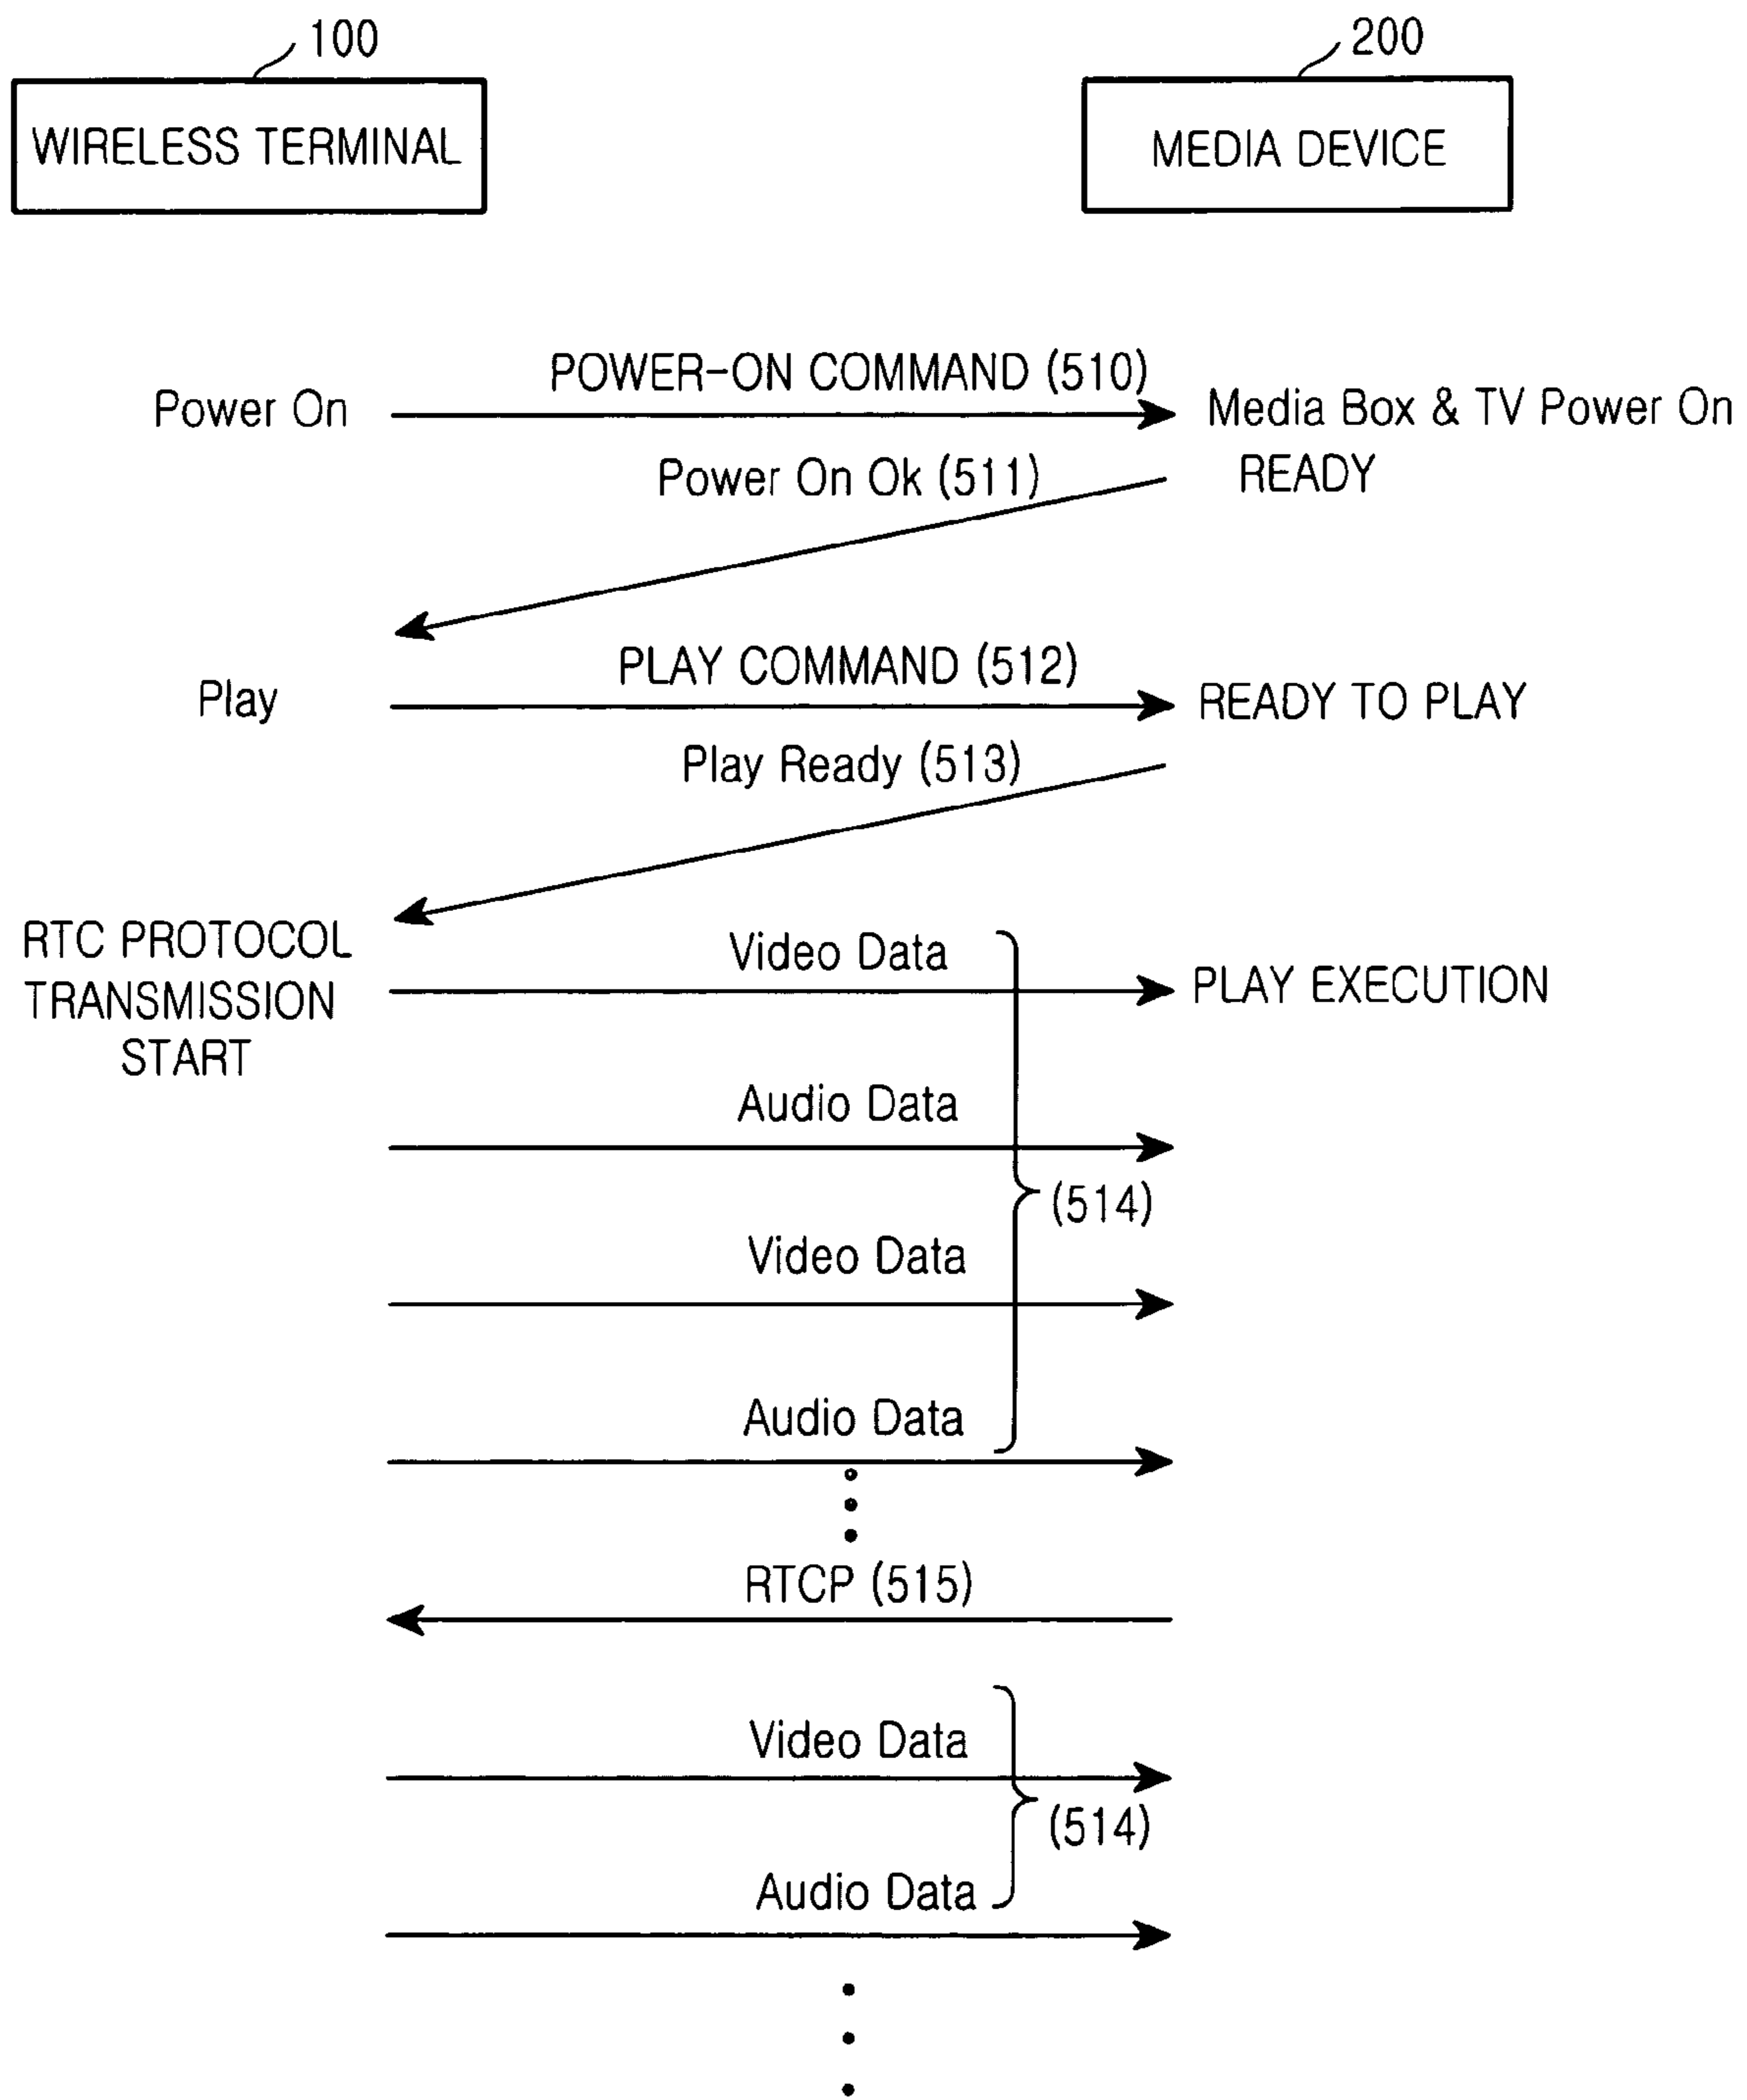 100
200
WIRELESS TERMINAL
MEDIA DEVICE
POWER-ON COMMAND (510)
Power On
Media Box & TV Power On
READY
Power On Ok (511)
PLAY COMMAND (512)
Play
READY TO PLAY
Play Ready (513)
RTC PROTOCOL
TRANSMISSION
START
Video Data
PLAY EXECUTION
Audio Data
(514)
Video Data
Audio Data
RTCP (515)
Video Data
(514)
Audio Data